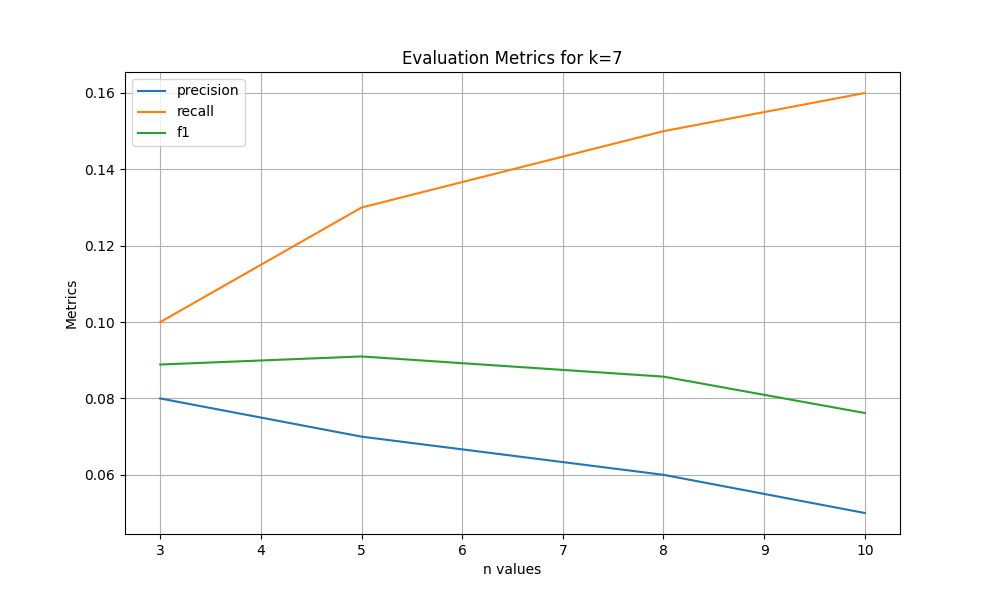 Evaluation Metrics for k=7
precision
recall
f1
0.16
0.14
0.12
0.10
0.08
0.06
Metrics
3 4 5 6 7 8 9 10
n values